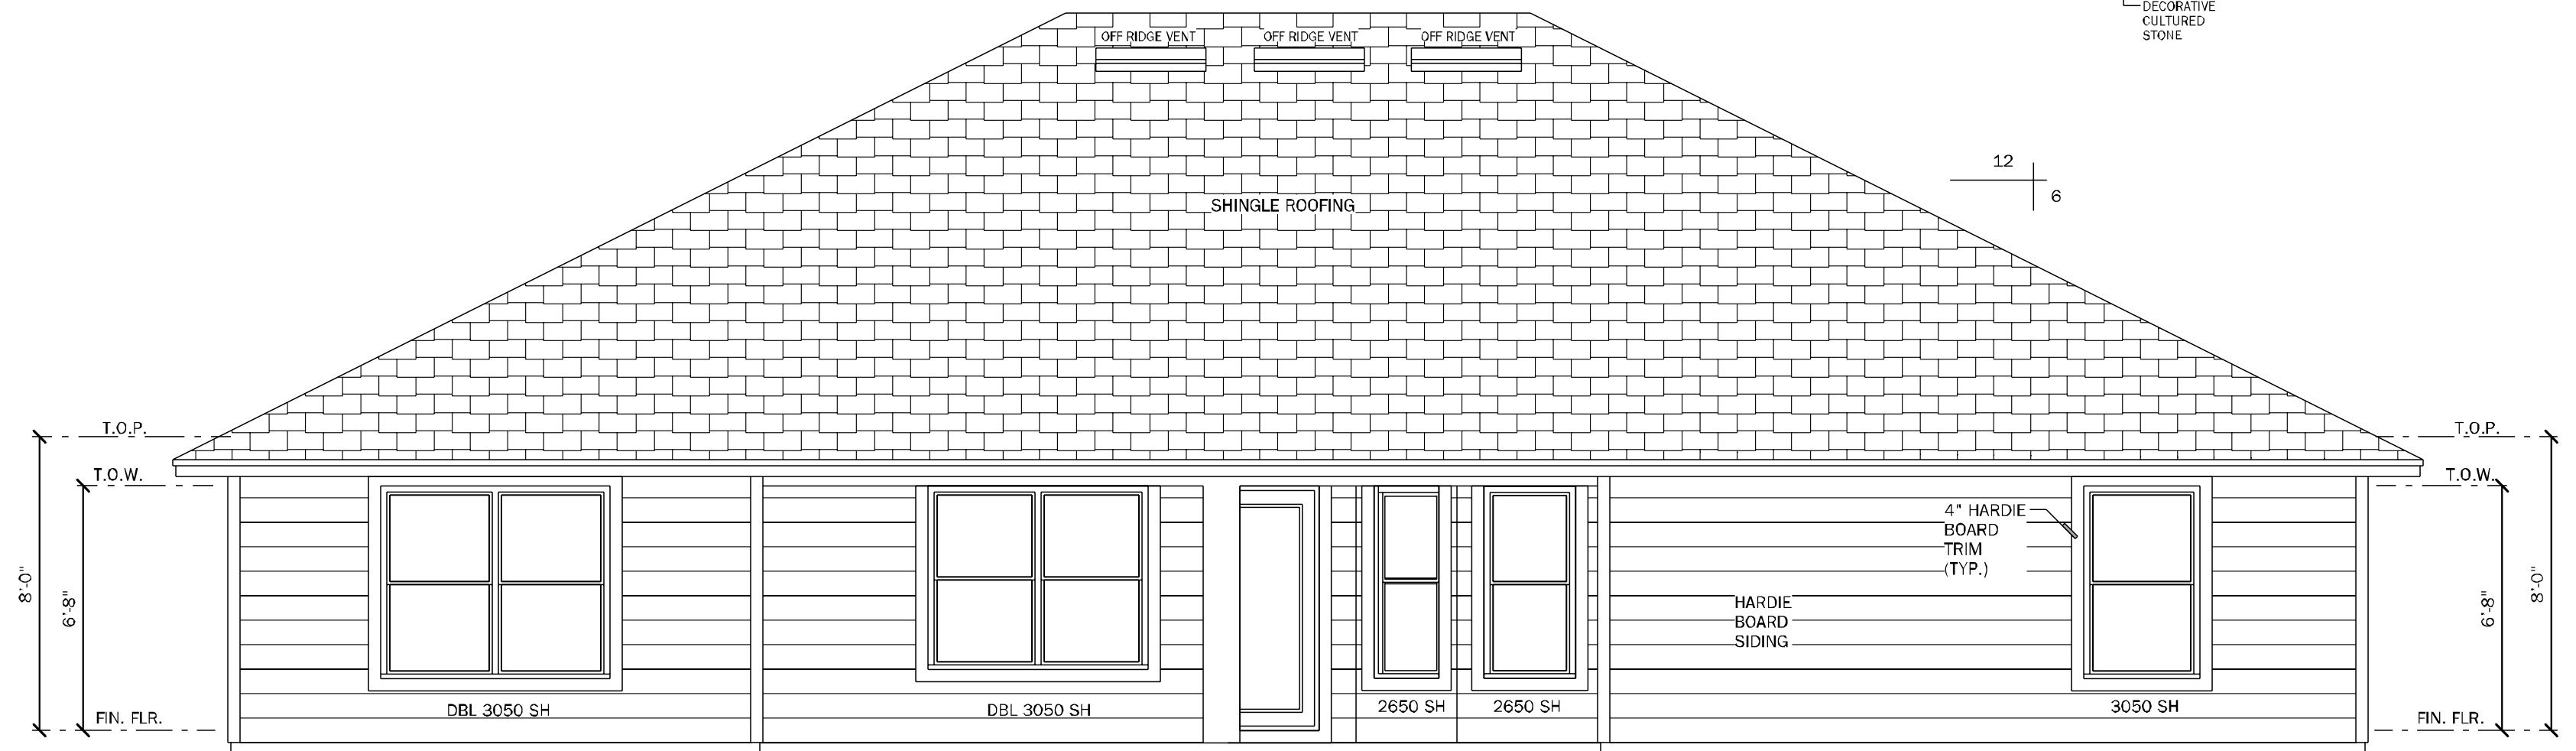 DECORATIVE
CULTURED
STONE
OFF RIDGE VENT
OFF RIDGE VENT
OFF RIDGE VENT
12
6
SHINGLE ROOFING
T.O.P.
T.O.P.
T.O.W.
T.O.W.
4" HARDIE
BOARD
TRIM
(TYP.)
8'-0"
6'-8"
HARDIE
BOARD
SIDING
6'-8"
8'-0"
DBL 3050 SH
DBL 3050 SH
2650 SH
2650 SH
3050 SH
FIN. FLR.
FIN. FLR.